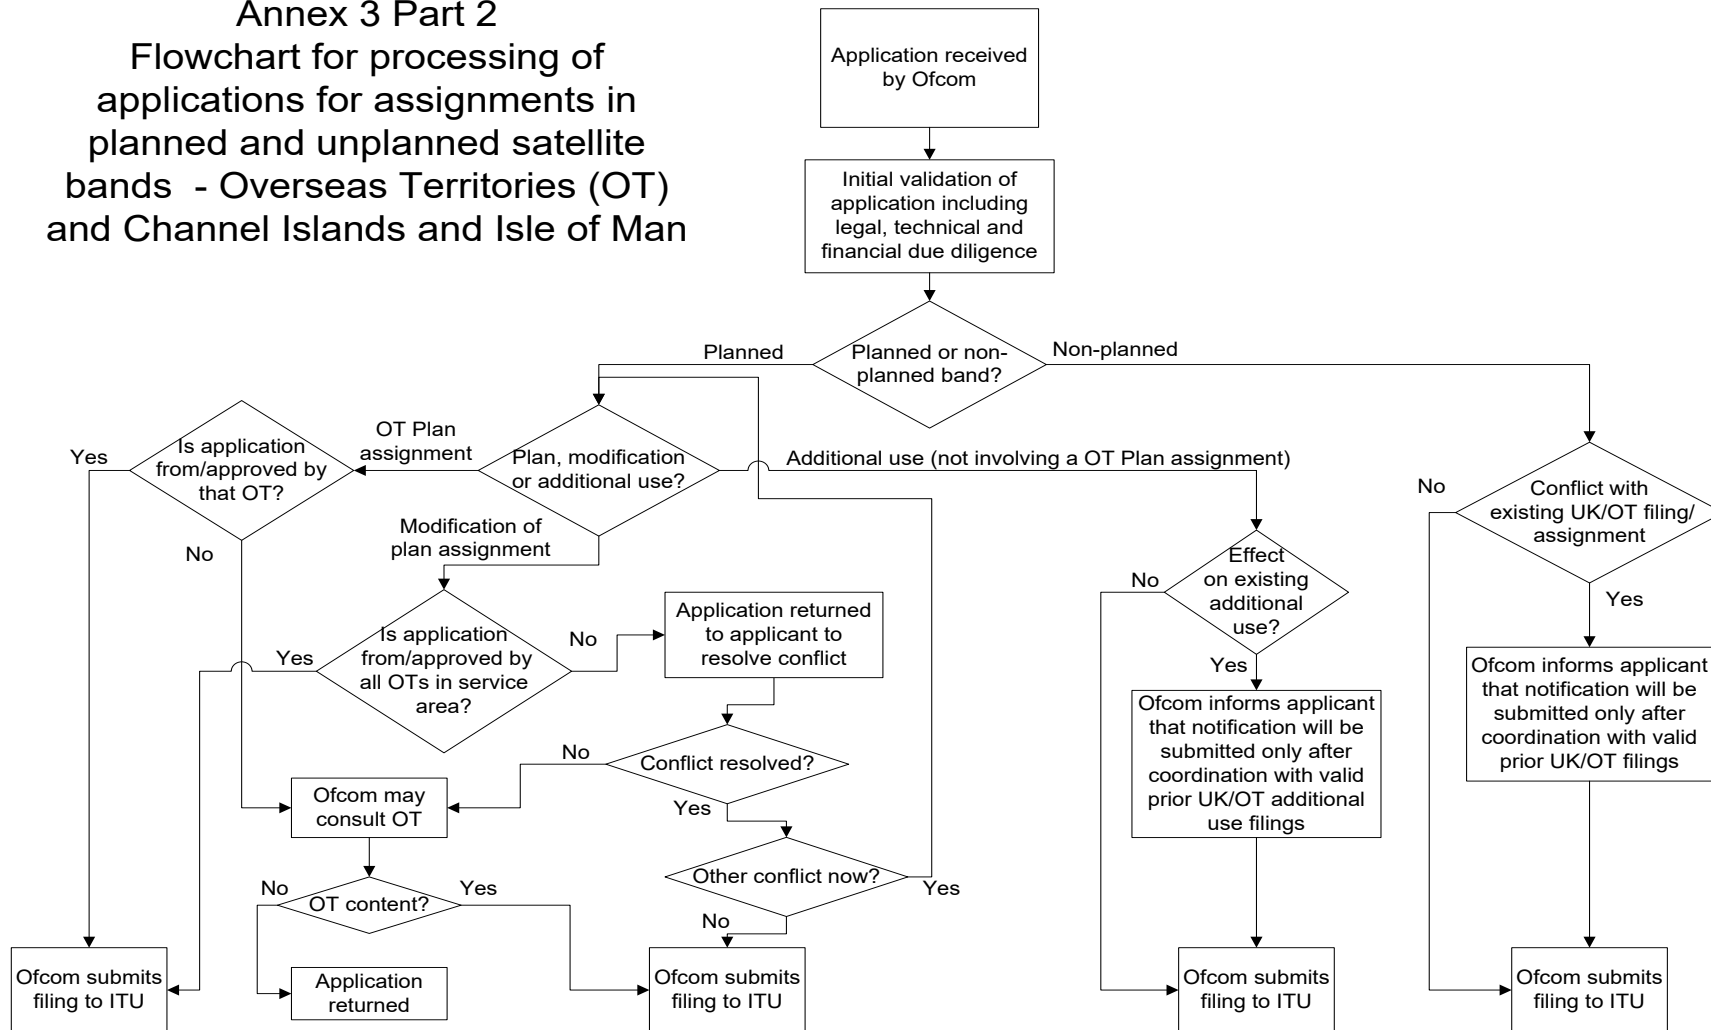 Annex 3 Part 2
Flowchart for processing of
applications for assignments in
planned and unplanned satellite
bands - Overseas Territories (OT)
and Channel Islands and Isle of Man
Application received
by Ofcom
Initial validation of
application including
legal, technical and
financial due diligence
Planned
Planned or non-
planned band?
Non-planned
Yes
Is application
from/approved by
that OT?
No
OT Plan
assignment
Plan, modification
or additional use?
Additional use (not involving a OT Plan assignment)
Modification of
plan assignment
No
Conflict with
existing UK/OT filing/
assignment
Yes
No
Effect
on existing
additional
use?
Yes
Yes
Is application
from/approved by
all OTs in service
area?
No
Application returned
to applicant to
resolve conflict
Ofcom informs applicant
that notification will be
submitted only after
coordination with valid
prior UK/OT additional
use filings
Ofcom informs applicant
that notification will be
submitted only after
coordination with valid
prior UK/OT filings
No
Conflict resolved?
Yes
Ofcom may
consult OT
Other conflict now?
Yes
No
No
OT content?
Yes
Ofcom submits
filing to ITU
Application
returned
Ofcom submits
filing to ITU
Ofcom submits
filing to ITU
Ofcom submits
filing to ITU